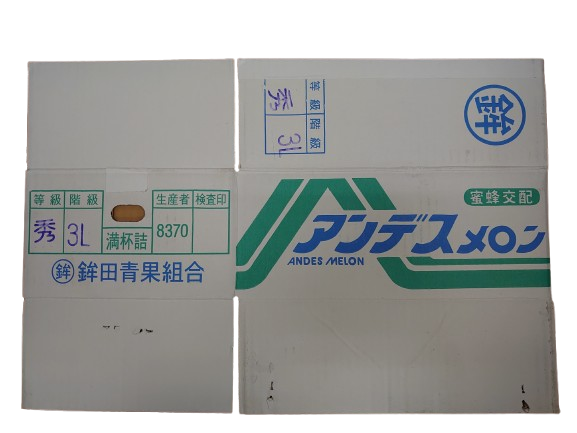 等級 階級
秀 3L
鉾
等級 階級 生産者 検査印
秀 3L 満杯詰 8370
鉾 鉾田青果組合
蜜蜂交配
アンデスメロン
ANDES MELON